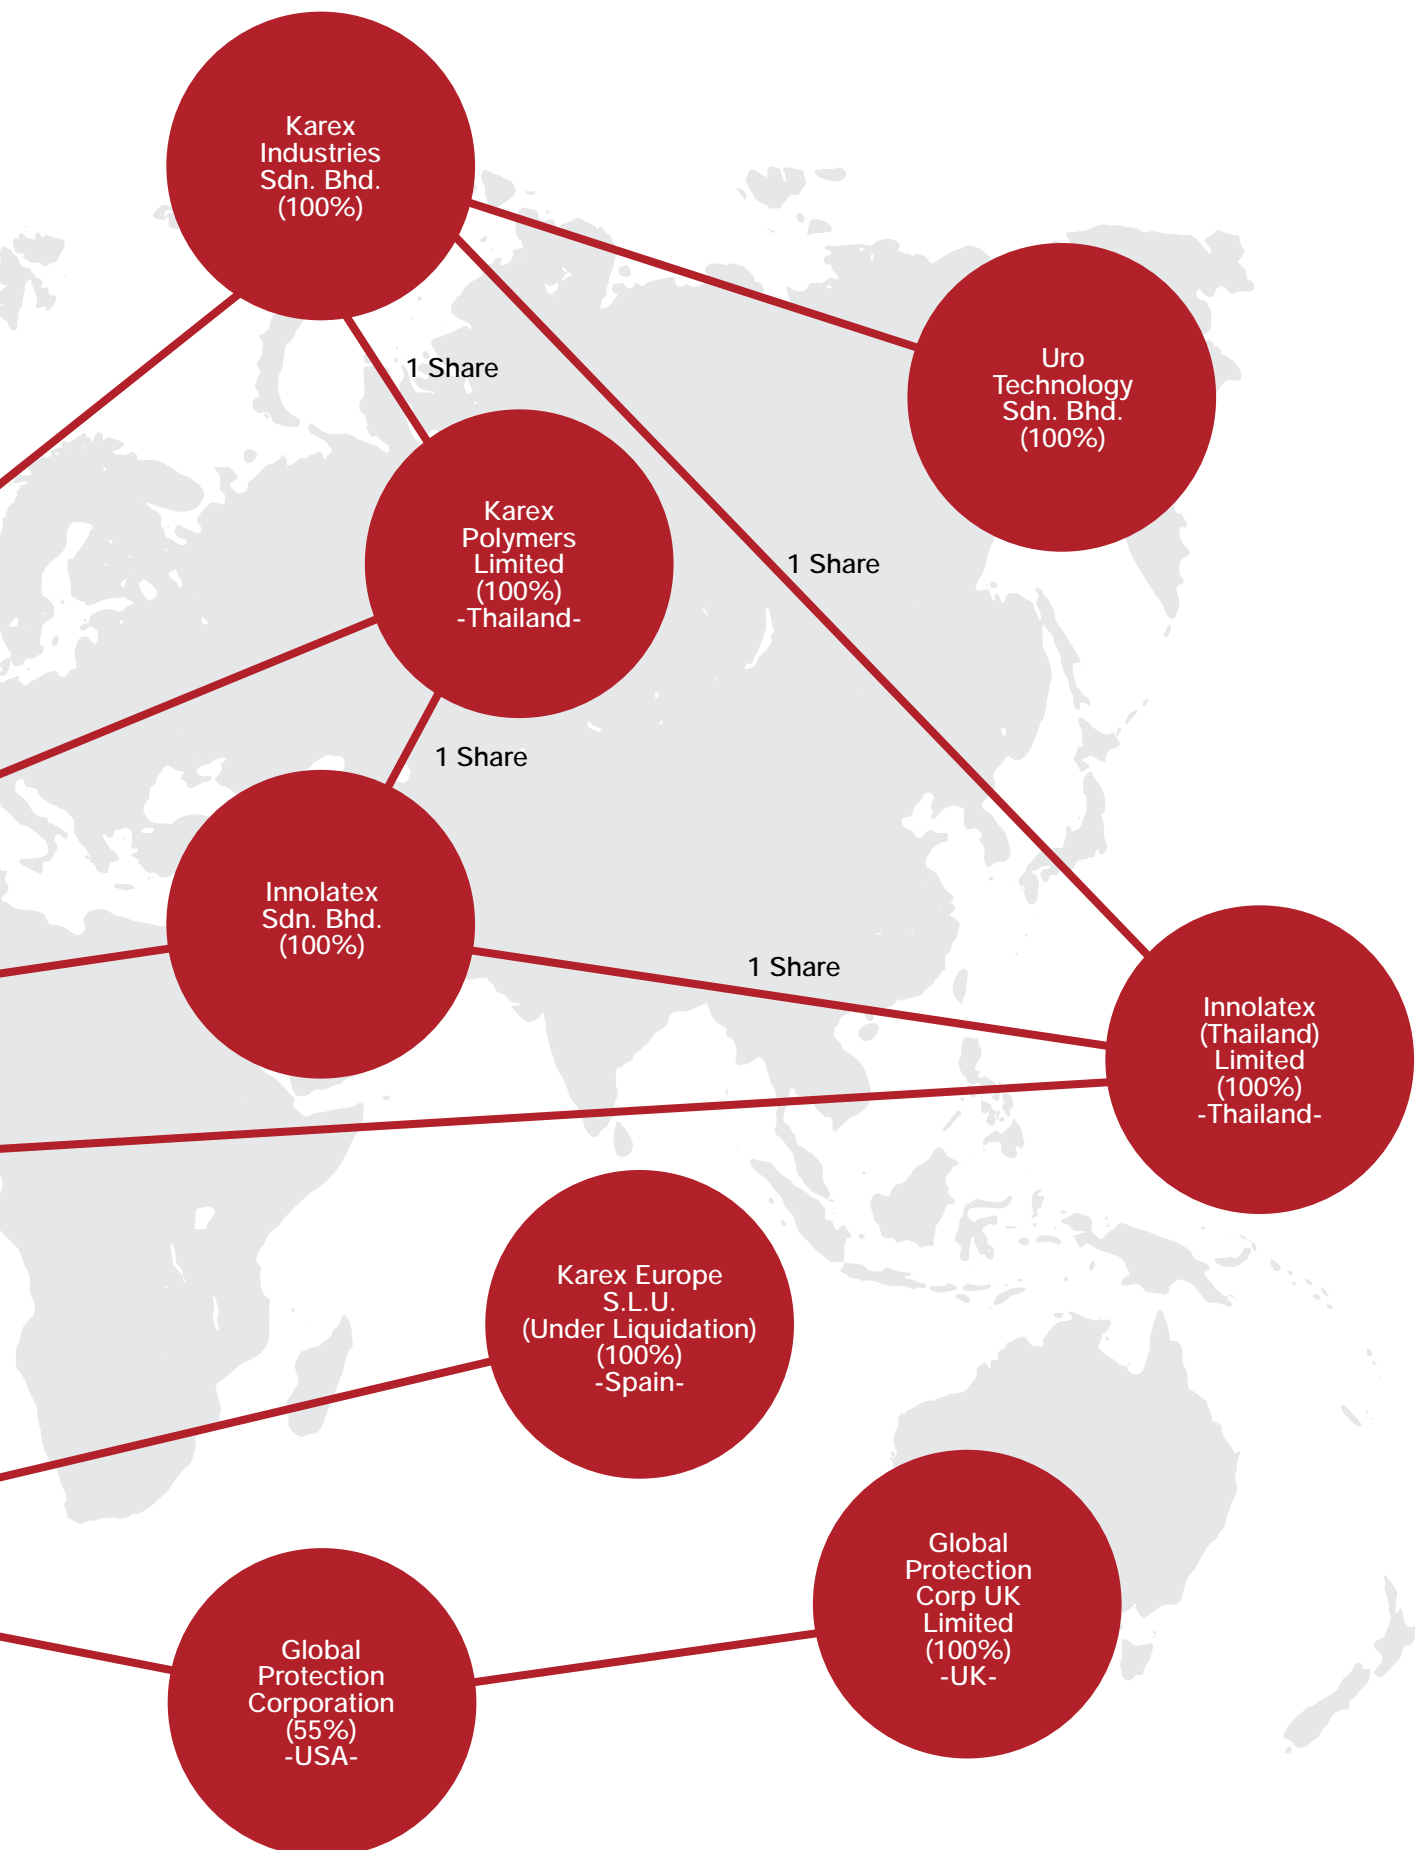 Karex
Industries
Sdn. Bhd.
(100%)
1 Share
Uro
Technology
Sdn. Bhd.
(100%)
Karex
Polymers
Limited
(100%)
-Thailand-
1 Share
1 Share
Innolatex
Sdn. Bhd.
(100%)
1 Share
Innolatex
(Thailand)
Limited
(100%)
-Thailand-
Karex Europe
S.L.U.
(Under Liquidation)
(100%)
-Spain-
Global
Protection
Corp UK
Limited
(100%)
-UK-
Global
Protection
Corporation
(55%)
-USA-